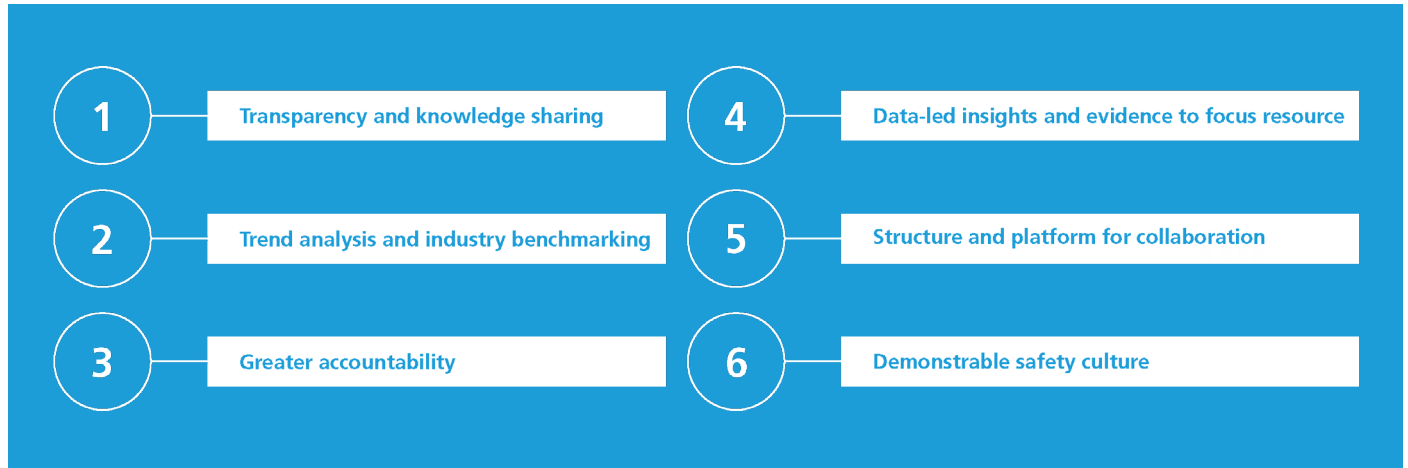 1
Transparency and knowledge sharing
2
Trend analysis and industry benchmarking
3
Greater accountability
4
Data-led insights and evidence to focus resource
5
Structure and platform for collaboration
6
Demonstrable safety culture